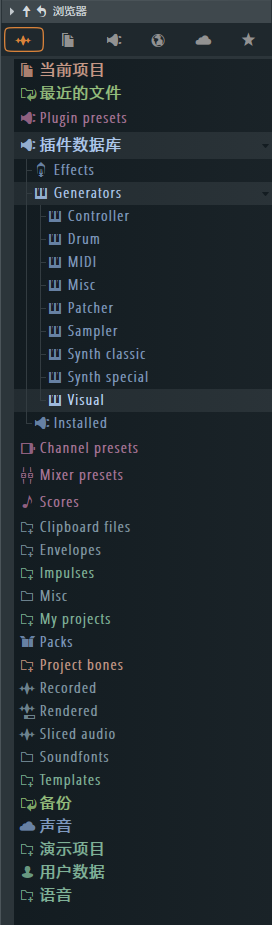 浏览器
当前项目
最近的文件
Plugin presets
插件数据库
Effects
Generators
Controller
Drum
MIDI
Misc
Patcher
Sampler
Synth classic
Synth special
Visual
Installed
Channel presets
Mixer presets
Scores
Clipboard files
Envelopes
Impulses
Misc
My projects
Packs
Project bones
Recorded
Rendered
Sliced audio
Soundfonts
Templates
备份
声音
演示项目
用户数据
语音